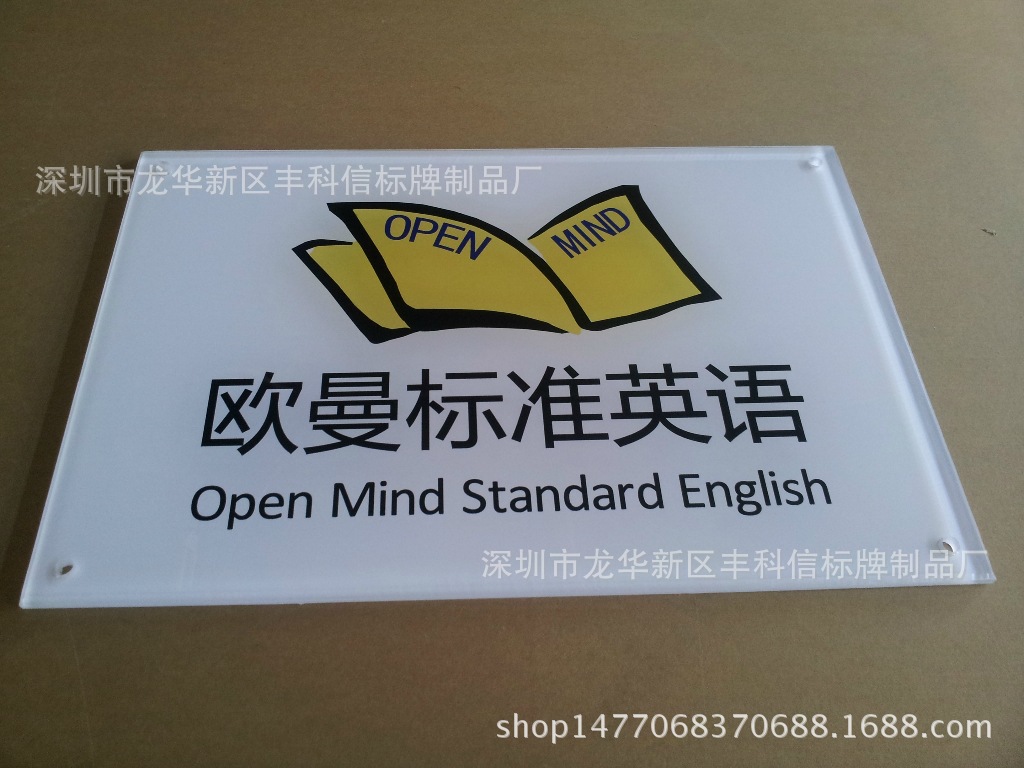 深圳市龙华新区丰科信标牌制品厂
OPEN MIND
欧曼标准英语
Open Mind Standard English
深圳市龙华新区丰科信标牌制品厂
shop1477068370688.1688.com